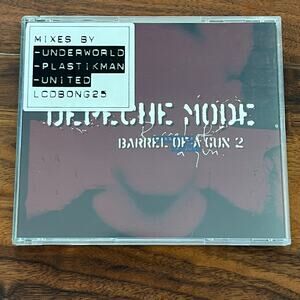 MIXES BY
-UNDERWORLD
-PLASTIKMAN
-UNITED
LCDBONG25
DEPECHE MODE
BARREL OF A GUN 2